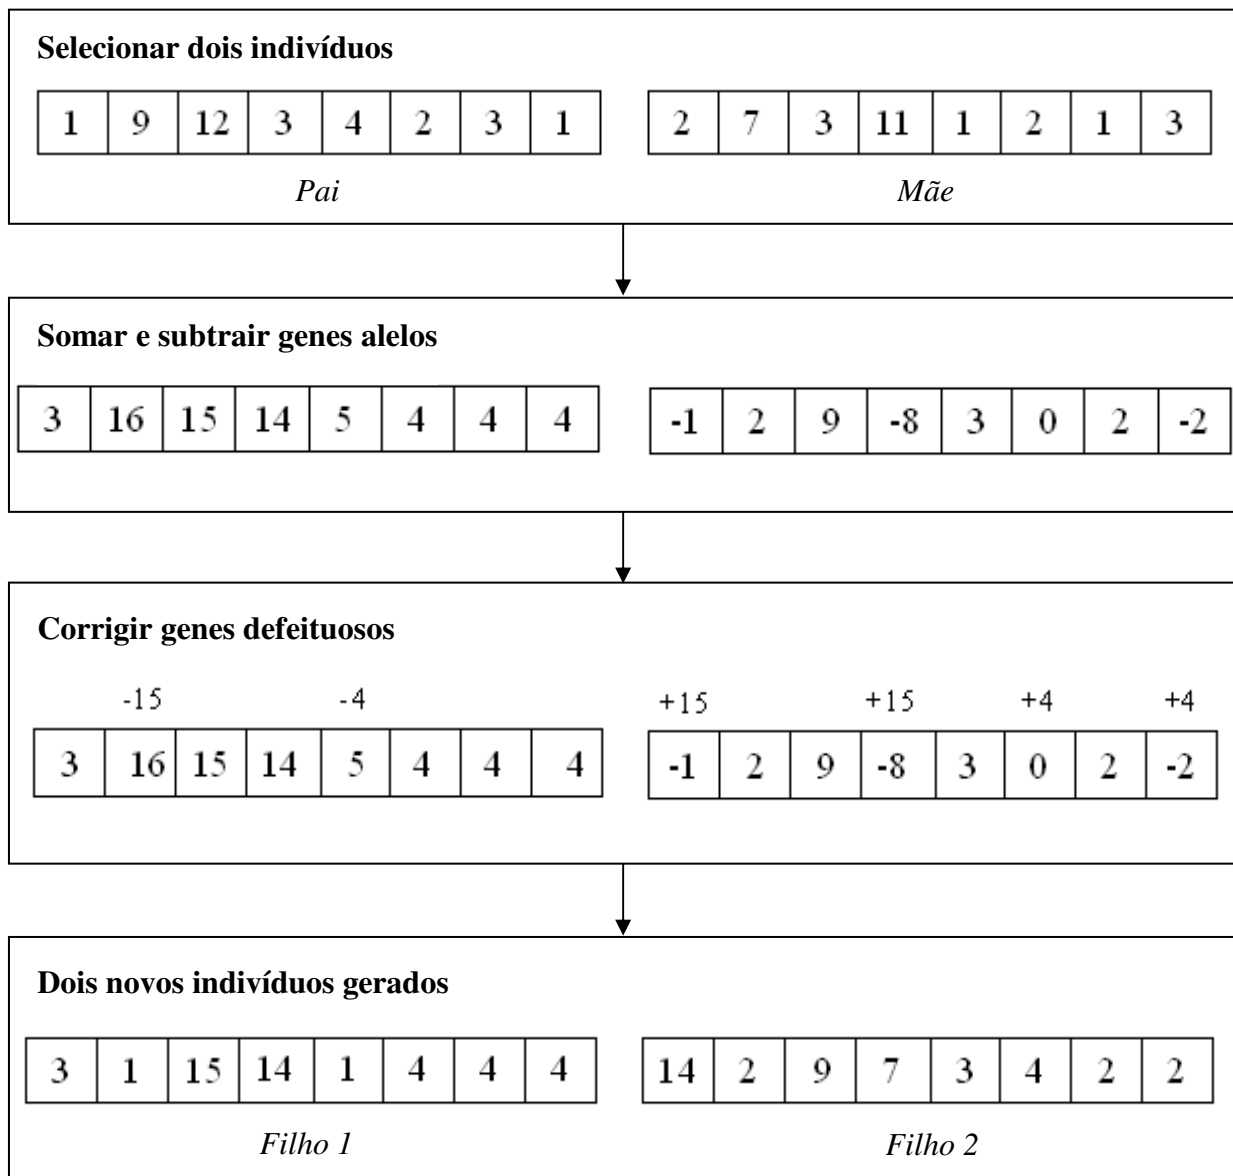 Selecionar dois indivíduos
1 9 12 3 4 2 3 1
2 7 3 11 1 2 1 3
Pai
Mãe
Somar e subtrair genes alelos
3 16 15 14 5 4 4 4
-1 2 9 -8 3 0 2 -2
Corrigir genes defeituosos
-15 -4
+15 +15 +4 +4
3 16 15 14 5 4 4 4
-1 2 9 -8 3 0 2 -2
Dois novos indivíduos gerados
3 1 15 14 1 4 4 4
14 2 9 7 3 4 2 2
Filho 1
Filho 2